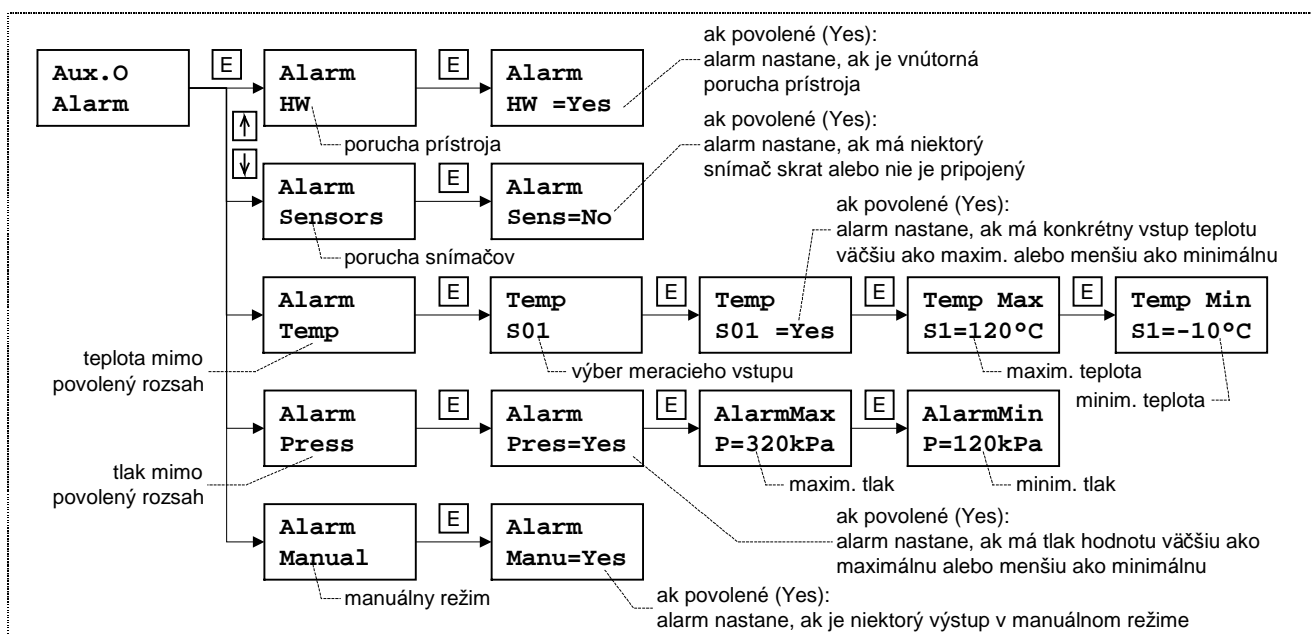 Aux.O
Alarm
E
Alarm
HW
E
Alarm
HW =Yes
ak povolené (Yes):
alarm nastane, ak je vnútorná
porucha prístroja
porucha prístroja
↑
↓
Alarm
Sensors
E
Alarm
Sens=No
ak povolené (Yes):
alarm nastane, ak má niektorý
snímač skrat alebo nie je pripojený
porucha snímačov
ak povolené (Yes):
alarm nastane, ak má konkrétny vstup teplotu
väčšiu ako maxim. alebo menšiu ako minimálnu
Alarm
Temp
E
Temp
S01
E
Temp
S01 =Yes
E
Temp Max
S1=120°C
E
Temp Min
S1=-10°C
teplota mimo
povolený rozsah
výber meracieho vstupu
maxim. teplota
minim. teplota
Alarm
Press
E
Alarm
Pres=Yes
E
AlarmMax
P=320kPa
E
AlarmMin
P=120kPa
tlak mimo
povolený rozsah
maxim. tlak
minim. tlak
ak povolené (Yes):
alarm nastane, ak má tlak hodnotu väčšiu ako
maximálnu alebo menšiu ako minimálnu
Alarm
Manual
E
Alarm
Manu=Yes
manuálny režim
ak povolené (Yes):
alarm nastane, ak je niektorý výstup v manuálnom režime